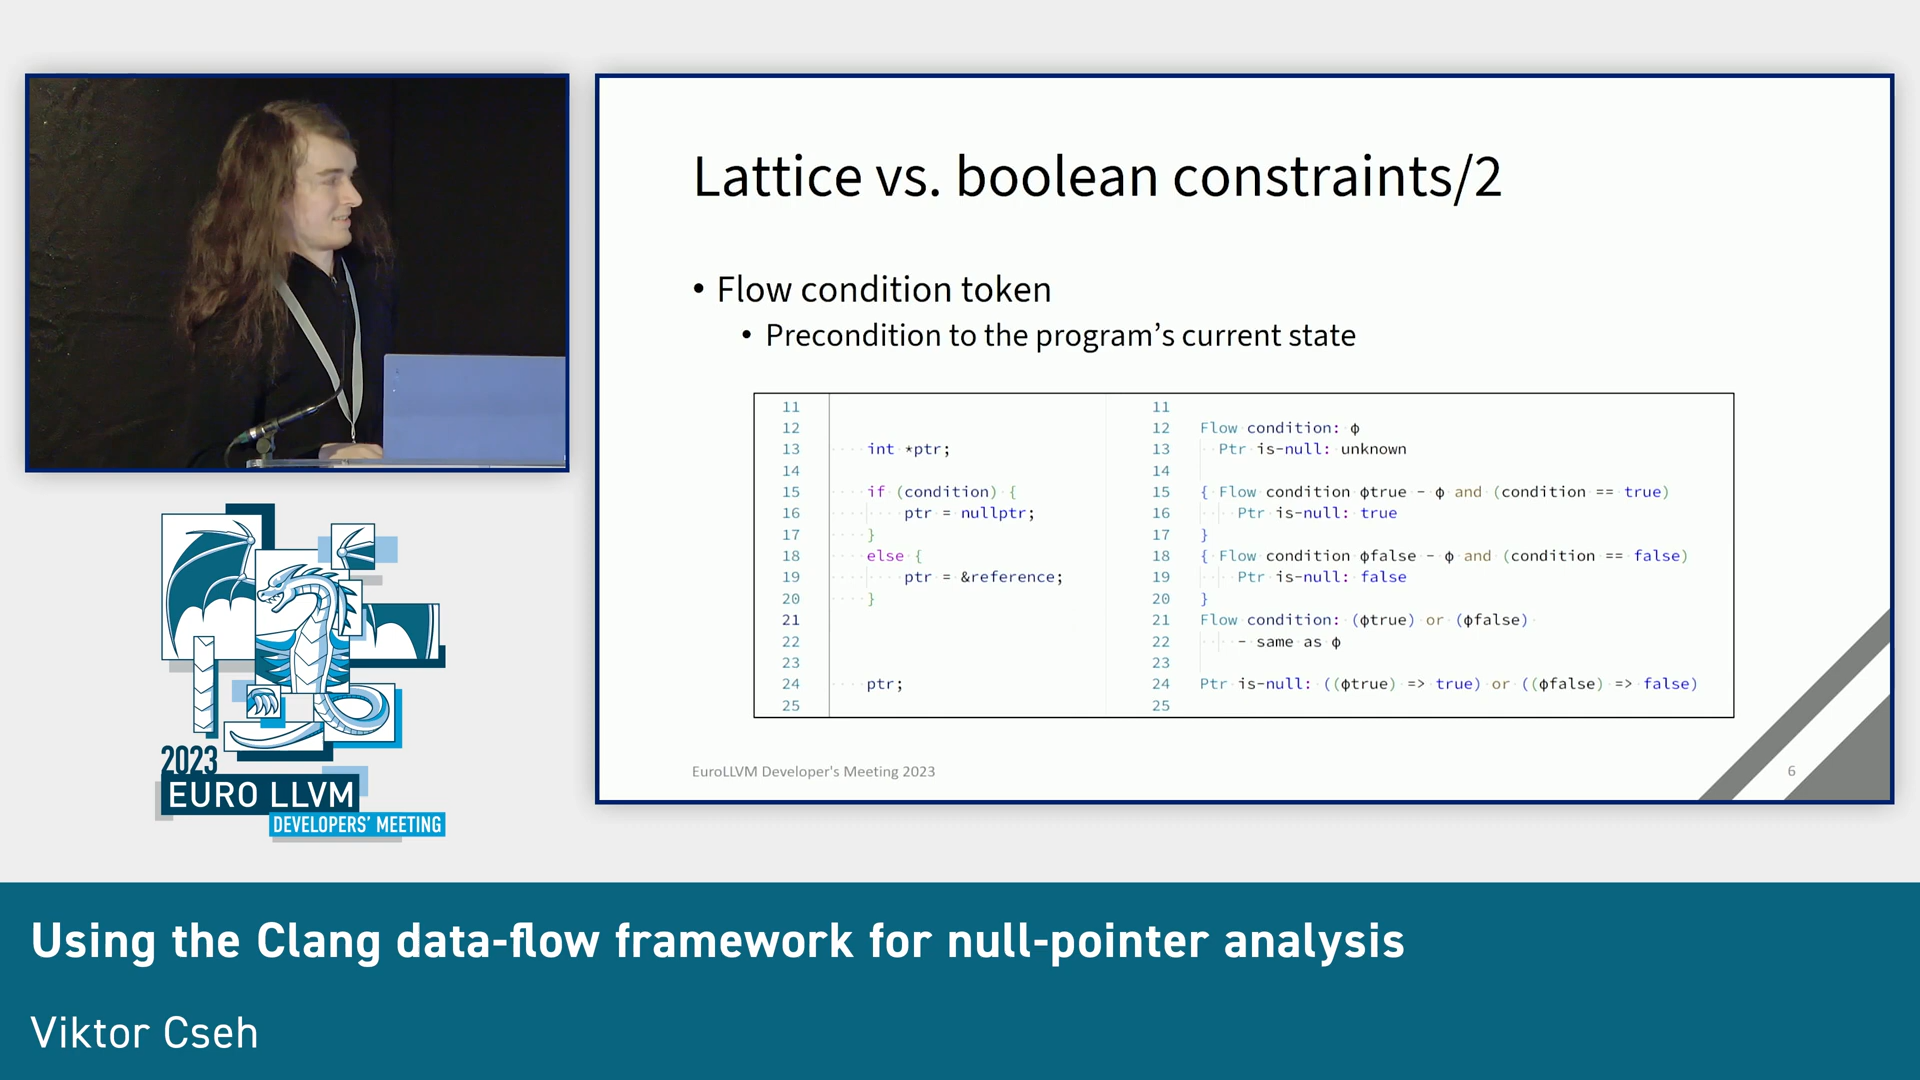 Lattice vs. boolean constraints/2
• Flow condition token
• Precondition to the program’s current state
11
12
13 int *ptr;
14
15 if (condition) {
16 ptr = nullptr;
17 }
18 else {
19 ptr = &reference;
20 }
21
22
23
24 ptr;
25
11
12 Flow condition: ϕ
13 Ptr is-null: unknown
14
15 { Flow condition ϕtrue - ϕ and (condition == true)
16 Ptr is-null: true
17 }
18 { Flow condition ϕfalse - ϕ and (condition == false)
19 Ptr is-null: false
20 }
21 Flow condition: (ϕtrue) or (ϕfalse)
22 - same as ϕ
23
24 Ptr is-null: ((ϕtrue) => true) or ((ϕfalse) => false)
25
EuroLLVM Developer's Meeting 2023
6
2023
EURO LLVM
DEVELOPERS’ MEETING
Using the Clang data-flow framework for null-pointer analysis
Viktor Cseh